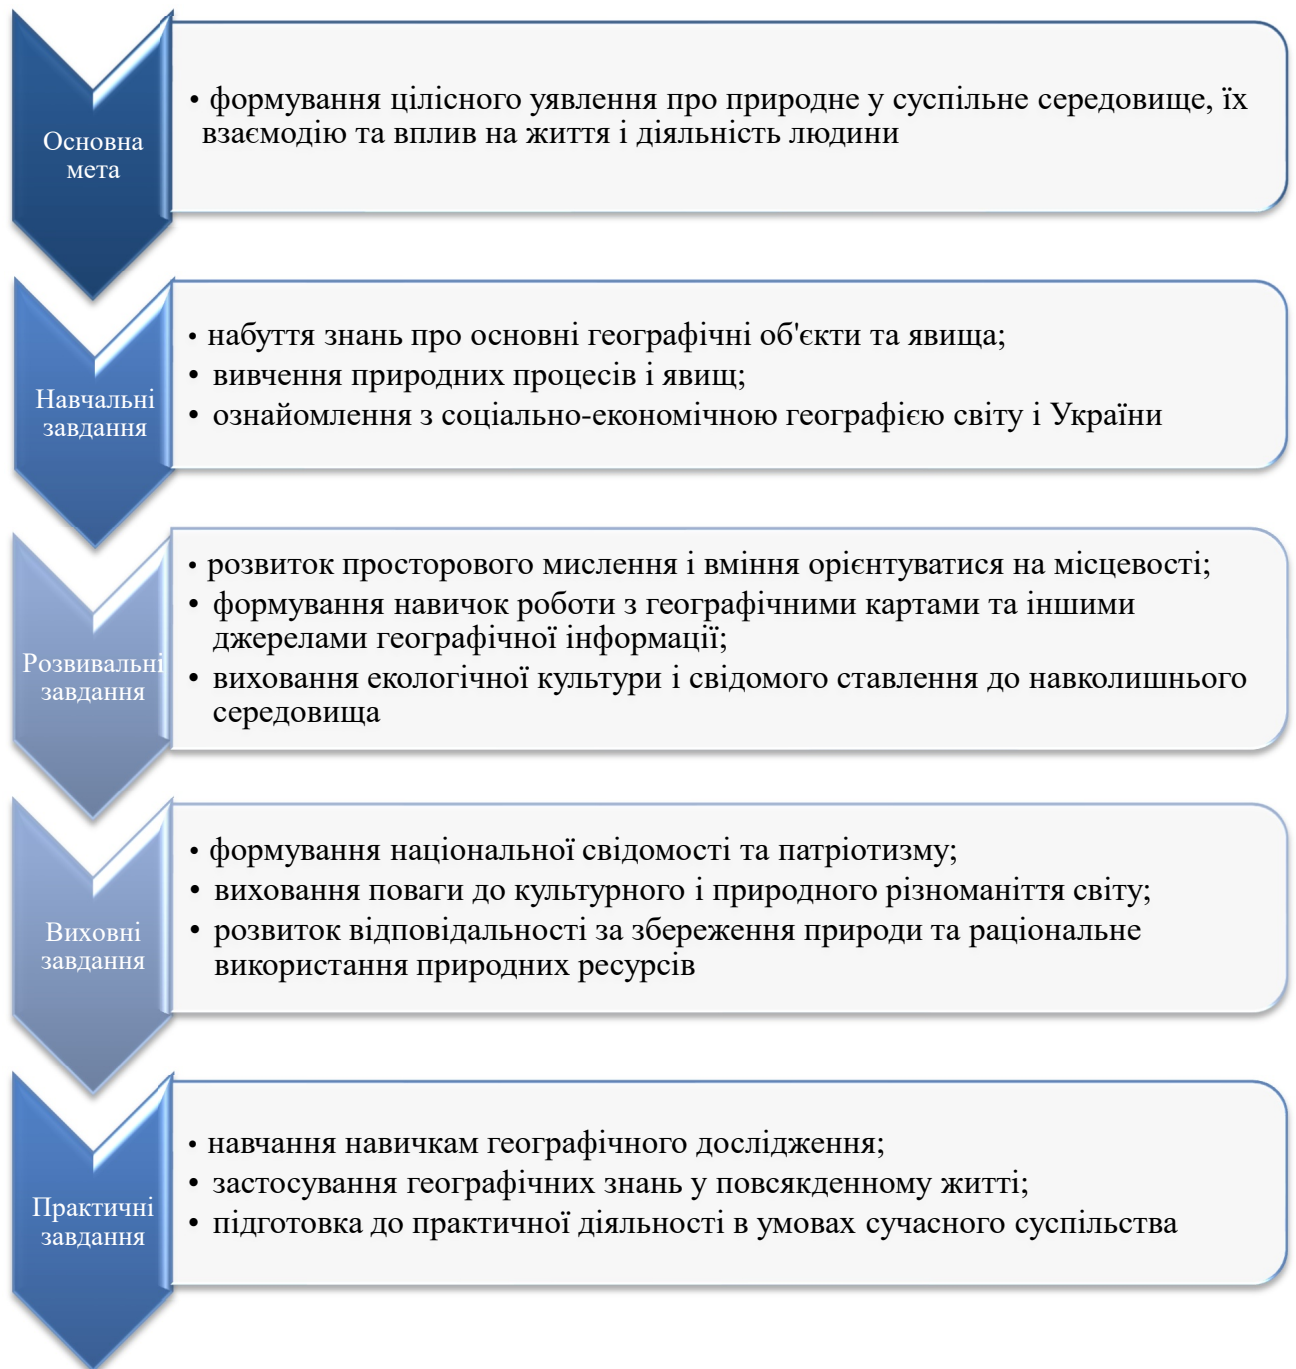 Основна
мета
• формування цілісного уявлення про природне у суспільне середовище, їх
взаємодію та вплив на життя і діяльність людини
Навчальні
завдання
• набуття знань про основні географічні об'єкти та явища;
• вивчення природних процесів і явищ;
• ознайомлення з соціально-економічною географією світу і України
Розвивальні
завдання
• розвиток просторового мислення і вміння орієнтуватися на місцевості;
• формування навичок роботи з географічними картами та іншими
джерелами географічної інформації;
• виховання екологічної культури і свідомого ставлення до навколишнього
середовища
Виховні
завдання
• формування національної свідомості та патріотизму;
• виховання поваги до культурного і природного різноманіття світу;
• розвиток відповідальності за збереження природи та раціональне
використання природних ресурсів
Практичні
завдання
• навчання навичкам географічного дослідження;
• застосування географічних знань у повсякденному житті;
• підготовка до практичної діяльності в умовах сучасного суспільства